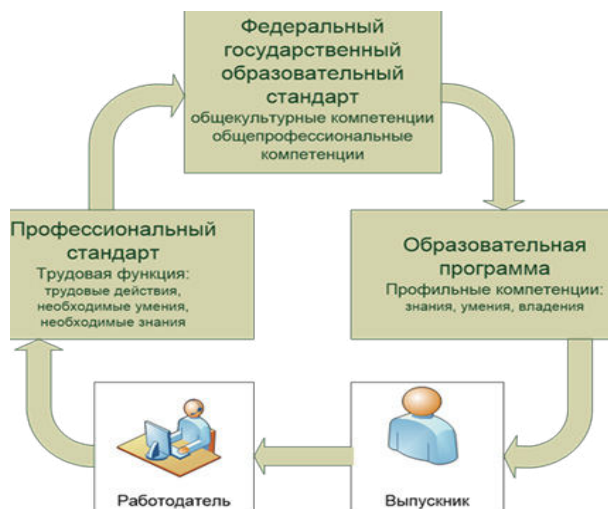 Федеральный
государственный
образовательный
стандарт
общекультурные компетенции
общепрофессиональные
компетенции
Профессиональный
стандарт
Трудовая функция:
трудовые действия,
необходимые умения,
необходимые знания
Образовательная
программа
Профильные компетенции:
знания, умения, владения
Работодатель
Выпускник